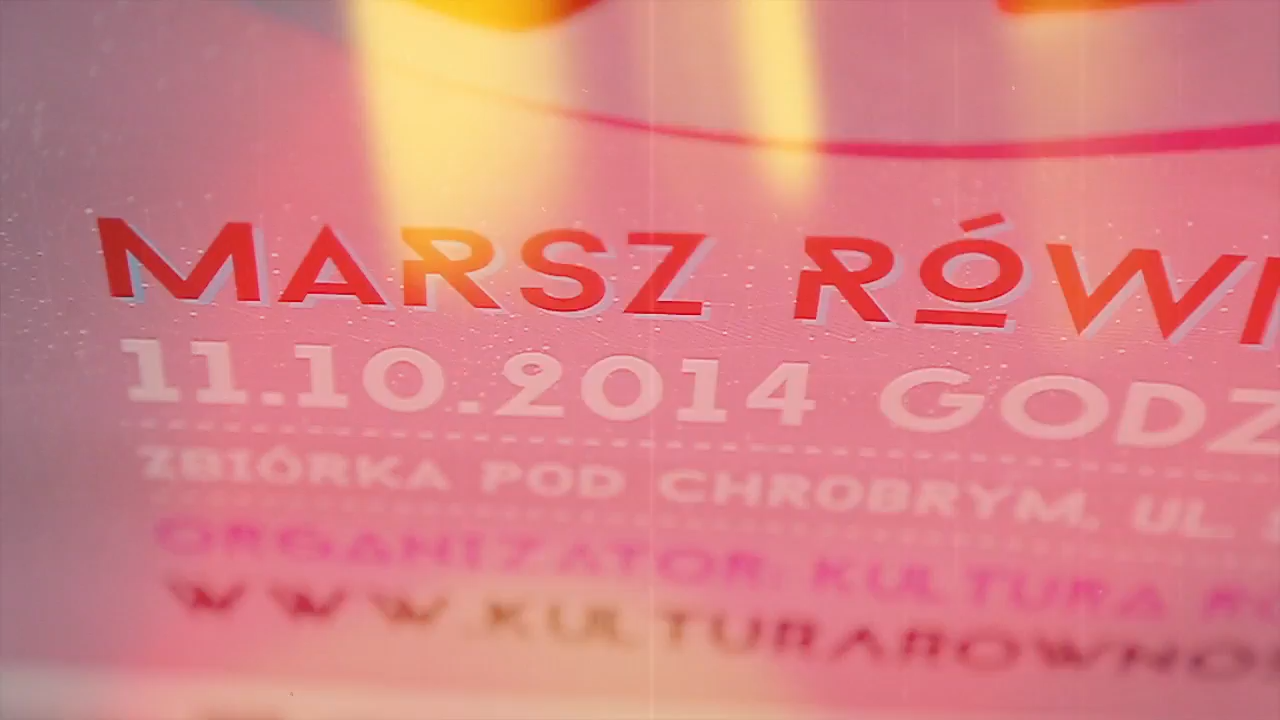 MARSZ RÓW
11.10.2014 GODZ
ZBIÓRKA POD CHROBRYM, UL.
ORGANIZATOR: KULTURA
WWW.KULTURAROWNO